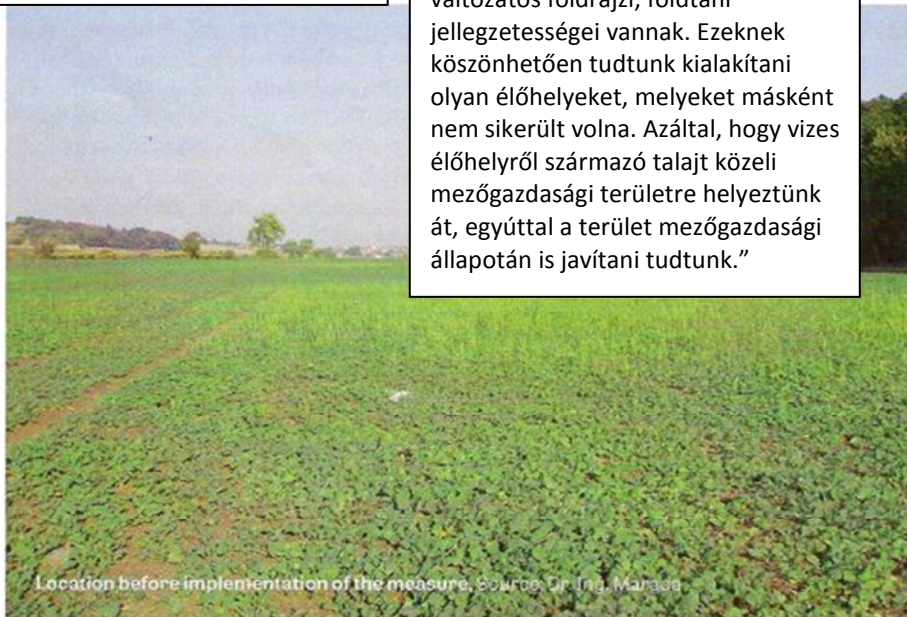 változatos földrajzi, földtani
jellegzetességei vannak. Ezeknek
köszönhetően tudtunk kialakítani
olyan élőhelyeket, melyeket másként
nem sikerült volna. Azáltal, hogy vizes
élőhelyről származó talajt közeli
mezőgazdasági területre helyeztünk
át, egyúttal a terület mezőgazdasági
állapotán is javítani tudtunk.”
Location before implementation of the measure, Source: Dr. Ing. Marada